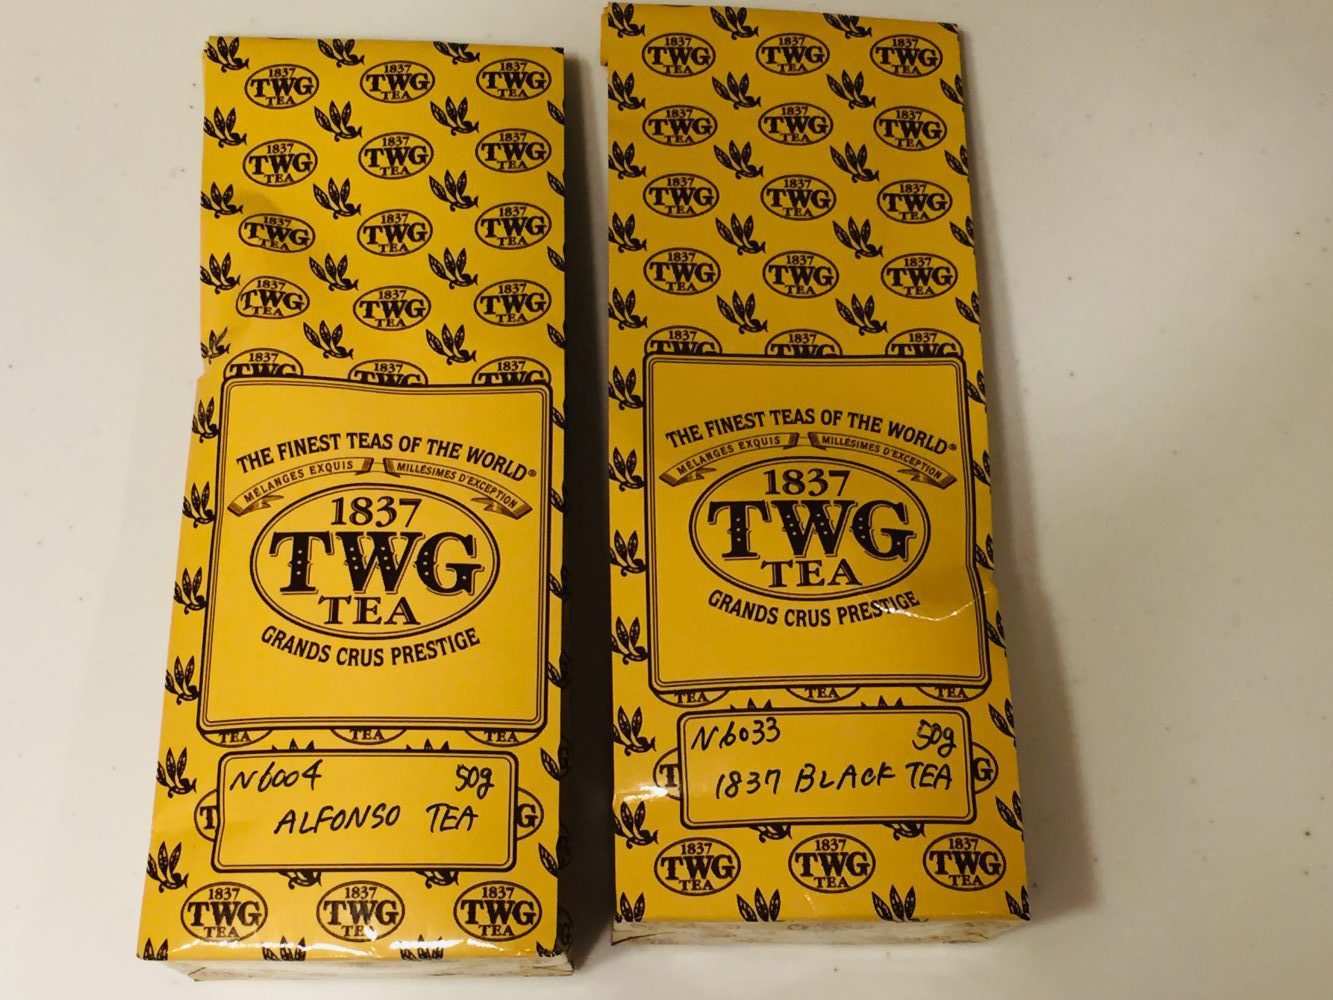 THE FINEST TEAS OF THE WORLD®
MÉLANGES EXQUIS MILLÉSIMES D'EXCEPTION
1837
TWG
TEA
GRANDS CRUS PRESTIGE
N6004 50g
ALFONSO TEA
THE FINEST TEAS OF THE WORLD®
MÉLANGES EXQUIS MILLÉSIMES D'EXCEPTION
1837
TWG
TEA
GRANDS CRUS PRESTIGE
N6033 50g
1837 BLACK TEA